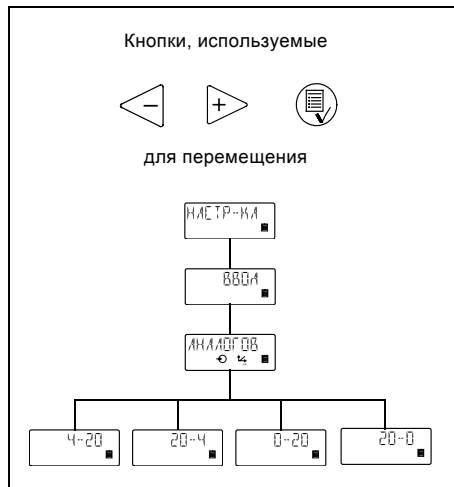 Кнопки, используемые
- +
для перемещения
НАСТР-КА
ВВОД
АНАЛОГОВ
4-20 20-4 0-20 20-0